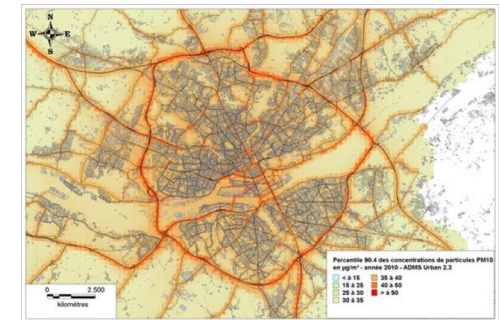 N
W E
S
Percentile 90.4 des concentrations de particules PM10
en µg/m³ - année 2010 - ADMS Urban 2.3
< à 15
15 à 25
25 à 30
30 à 35
35 à 40
40 à 50
> à 50
0 2.500
kilomètres